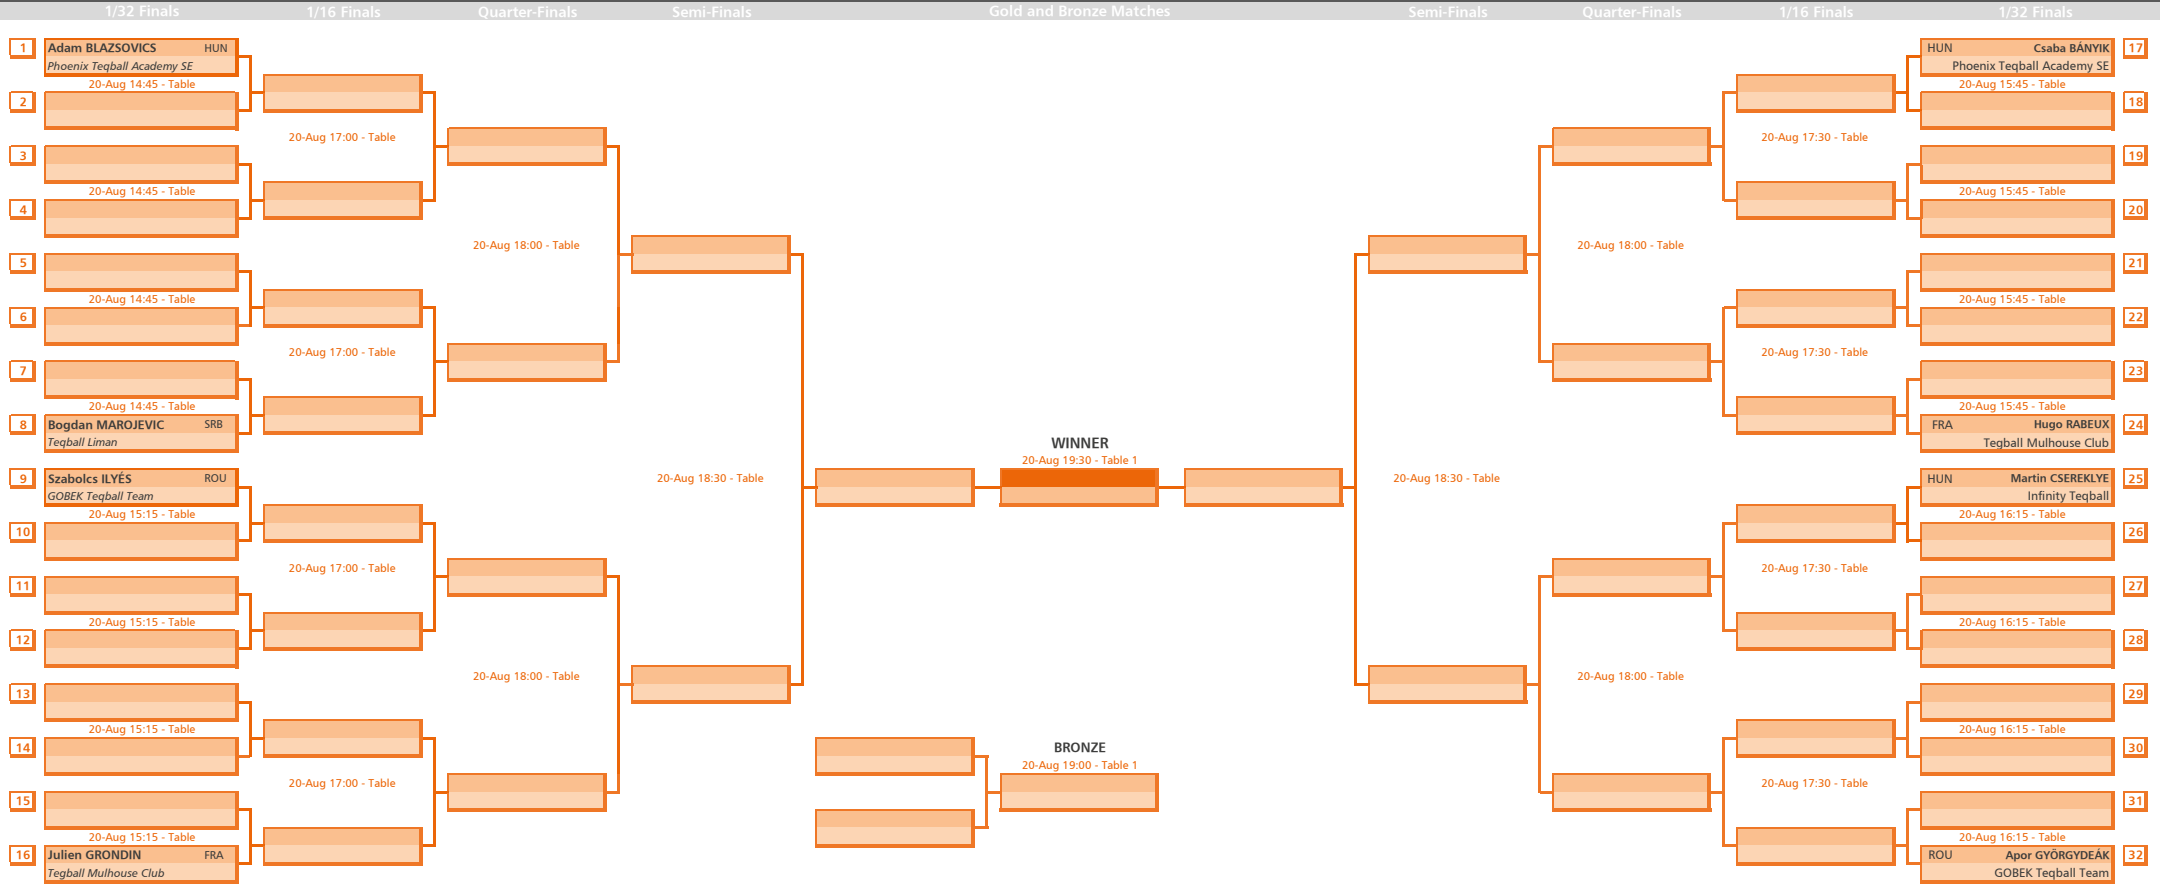 1/32 Finals 1/16 Finals Quarter-Finals Semi-Finals Gold and Bronze Matches Semi-Finals Quarter-Finals 1/16 Finals 1/32 Finals
1 Adam BLAZSOVICS HUN HUN Csaba BÁNYIK 17
Phoenix Teqball Academy SE Phoenix Teqball Academy SE
20-Aug 14:45 - Table 20-Aug 15:45 - Table
2 18
20-Aug 17:00 - Table 20-Aug 17:30 - Table
3 19
20-Aug 14:45 - Table 20-Aug 15:45 - Table
4 20
20-Aug 18:00 - Table 20-Aug 18:00 - Table
5 21
20-Aug 14:45 - Table 20-Aug 15:45 - Table
6 22
20-Aug 17:00 - Table 20-Aug 17:30 - Table
7 23
20-Aug 14:45 - Table 20-Aug 15:45 - Table
8 Bogdan MAROJEVIC SRB FRA Hugo RABEUX 24
Teqball Liman WINNER Tegball Mulhouse Club
20-Aug 19:30 - Table 1
9 Szabolcs ILYÉS ROU 20-Aug 18:30 - Table 20-Aug 18:30 - Table HUN Martin CSEREKLYE 25
GOBEK Teqball Team Infinity Teqball
20-Aug 15:15 - Table 20-Aug 16:15 - Table
10 26
20-Aug 17:00 - Table 20-Aug 17:30 - Table
11 27
20-Aug 15:15 - Table 20-Aug 16:15 - Table
12 28
20-Aug 18:00 - Table 20-Aug 18:00 - Table
13 29
20-Aug 15:15 - Table 20-Aug 16:15 - Table
14 BRONZE 30
20-Aug 19:00 - Table 1
20-Aug 17:00 - Table 20-Aug 17:30 - Table
15 31
20-Aug 15:15 - Table 20-Aug 16:15 - Table
16 Julien GRONDIN FRA ROU Apor GYÖRGYDEÁK 32
Tegball Mulhouse Club GOBEK Teqball Team